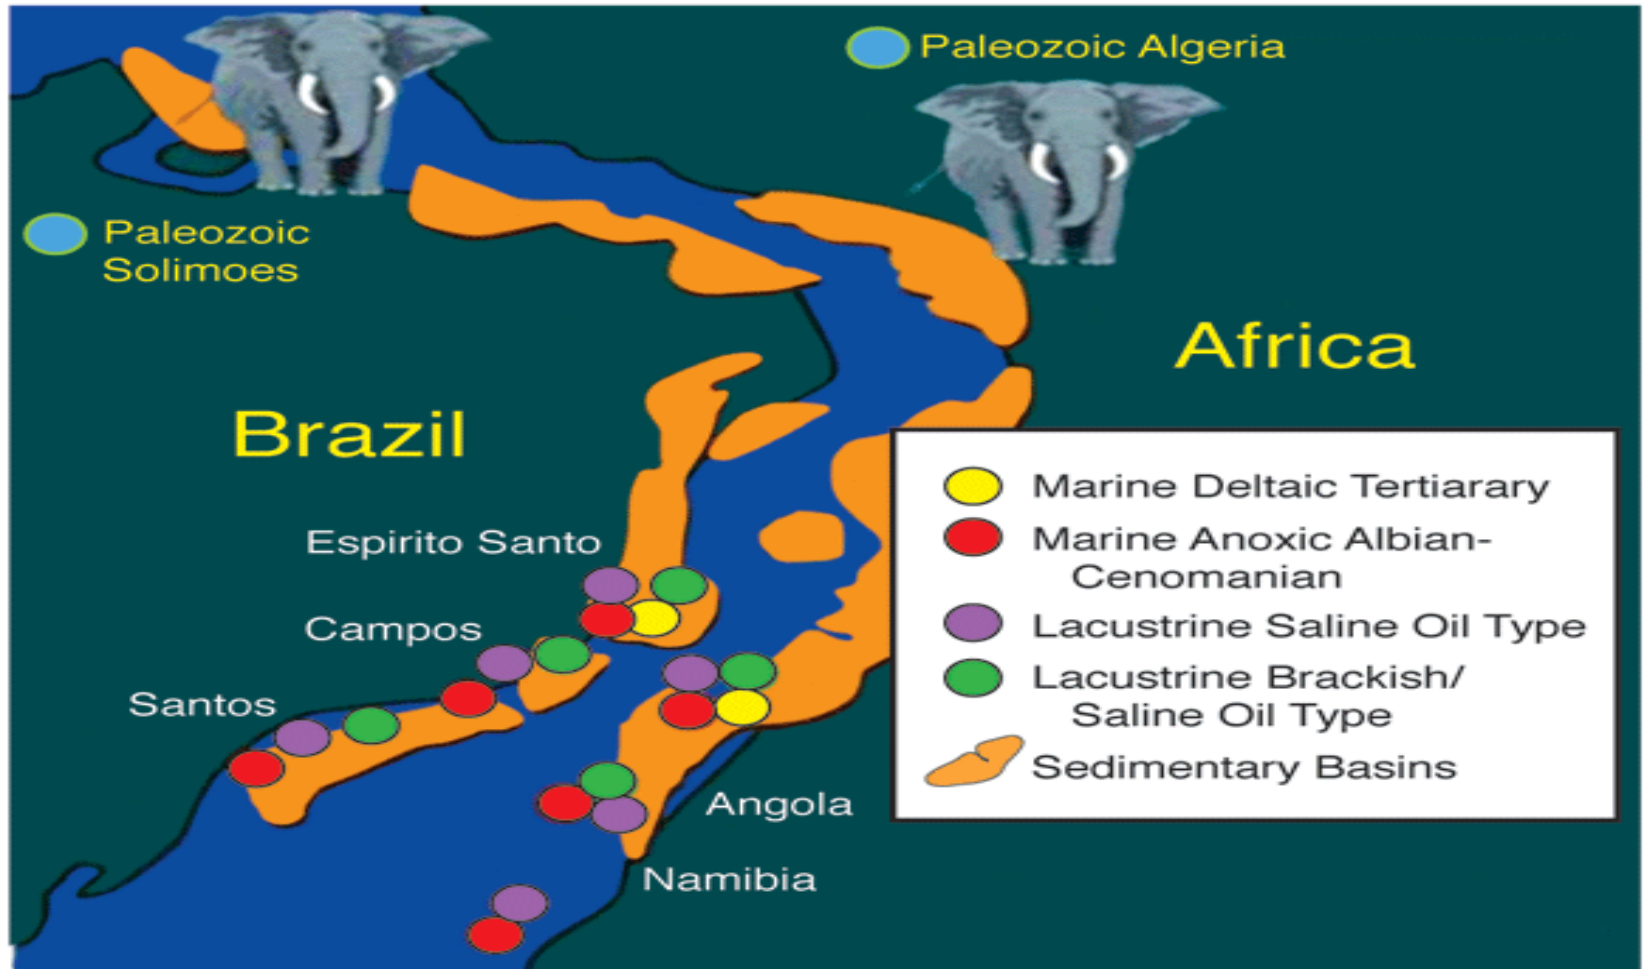 Paleozoic Algeria
Paleozoic
Solimoes
Africa
Brazil
Espirito Santo
Campos
Santos
Angola
Namibia
Marine Deltaic Tertiarary
Marine Anoxic Albian-
Cenomanian
Lacustrine Saline Oil Type
Lacustrine Brackish/
Saline Oil Type
Sedimentary Basins